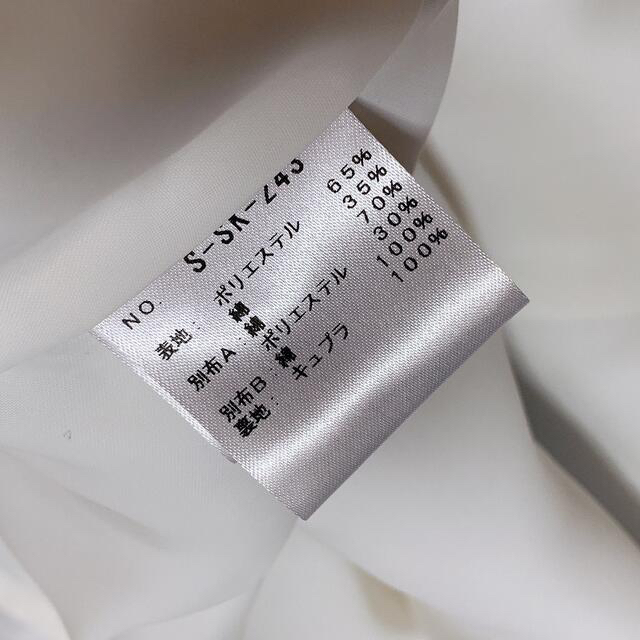 NO. S-SK-243
表地： ポリエステル 65%
綿 35%
別布A：綿 70%
ポリエステル 30%
別布B：綿 100%
裏地： キュプラ 100%